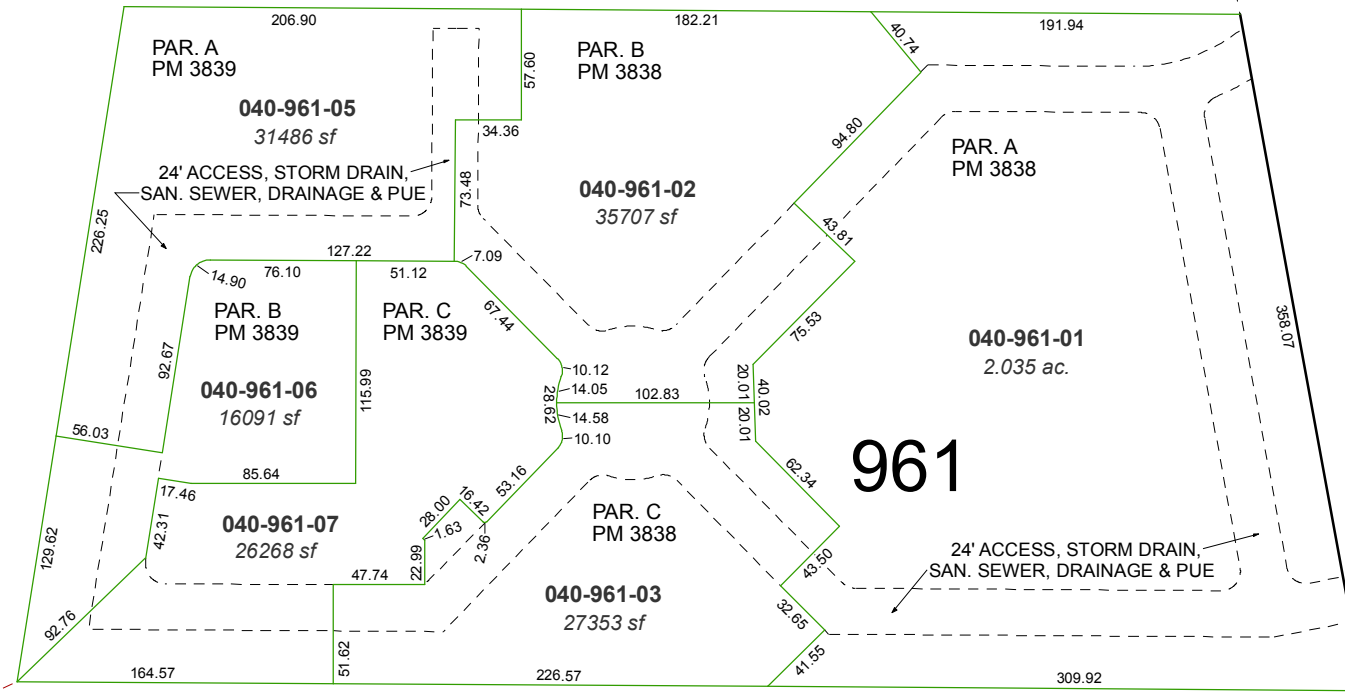 206.90
182.21
191.94
40.74
PAR. A
PM 3839
PAR. B
PM 3838
57.60
040-961-05
31486 sf
34.36
94.80
PAR. A
PM 3838
24' ACCESS, STORM DRAIN,
SAN. SEWER, DRAINAGE & PUE
73.48
040-961-02
35707 sf
226.25
43.81
127.22
7.09
14.90
76.10
51.12
PAR. B
PM 3839
PAR. C
PM 3839
67.44
75.53
358.07
040-961-01
2.035 ac.
92.67
040-961-06
16091 sf
115.99
10.12
14.05
28.62
102.83
20.01
40.02
20.01
14.58
10.10
56.03
961
62.34
85.64
17.46
53.16
16.42
28.00
1.63
2.36
42.31
040-961-07
26268 sf
PAR. C
PM 3838
129.62
22.99
47.74
43.50
24' ACCESS, STORM DRAIN,
SAN. SEWER, DRAINAGE & PUE
040-961-03
27353 sf
32.65
92.76
51.62
41.55
164.57
226.57
309.92